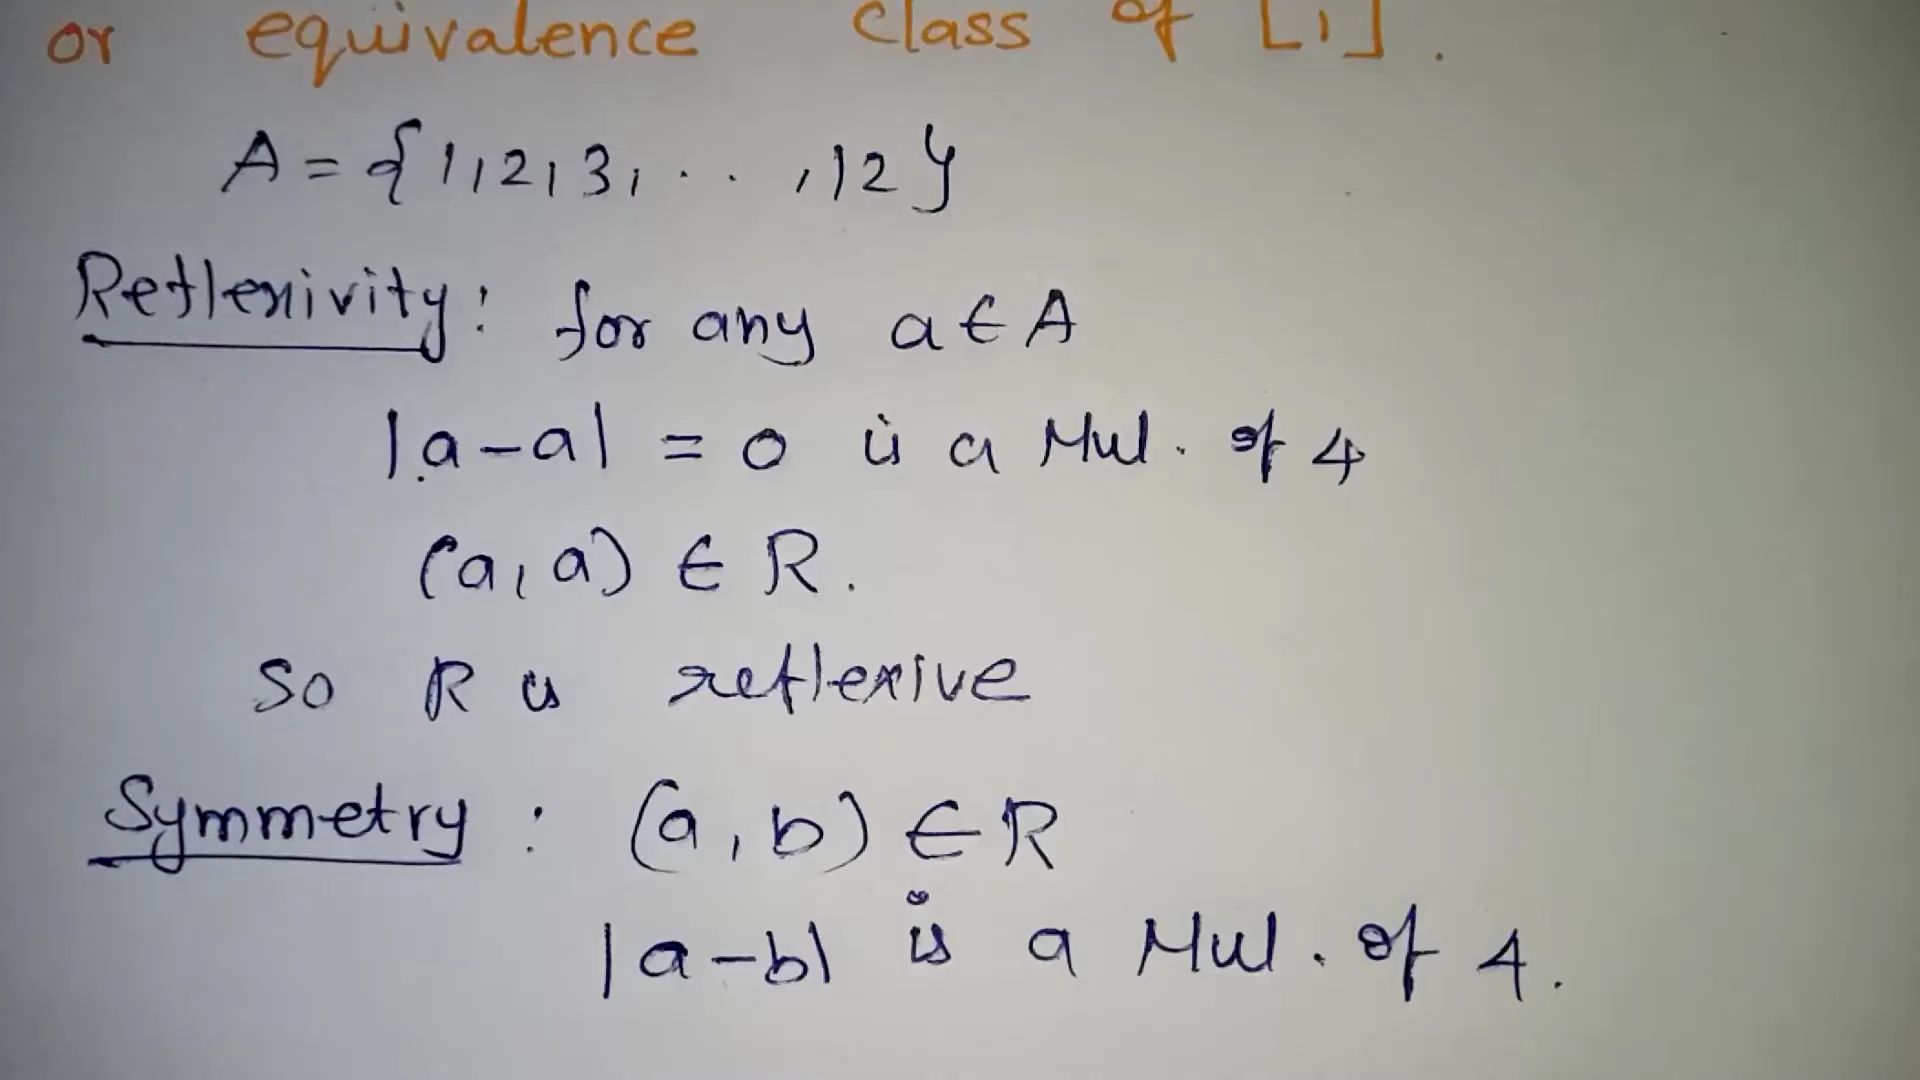 or equivalence class of [1].
A = {1,2,3, . . ,12}
Reflexivity: for any a ∈ A
|a-a| = 0 is a Mul. of 4
(a,a) ∈ R.
So R is reflexive
Symmetry : (a,b) ∈ R
|a-b| is a Mul. of 4.